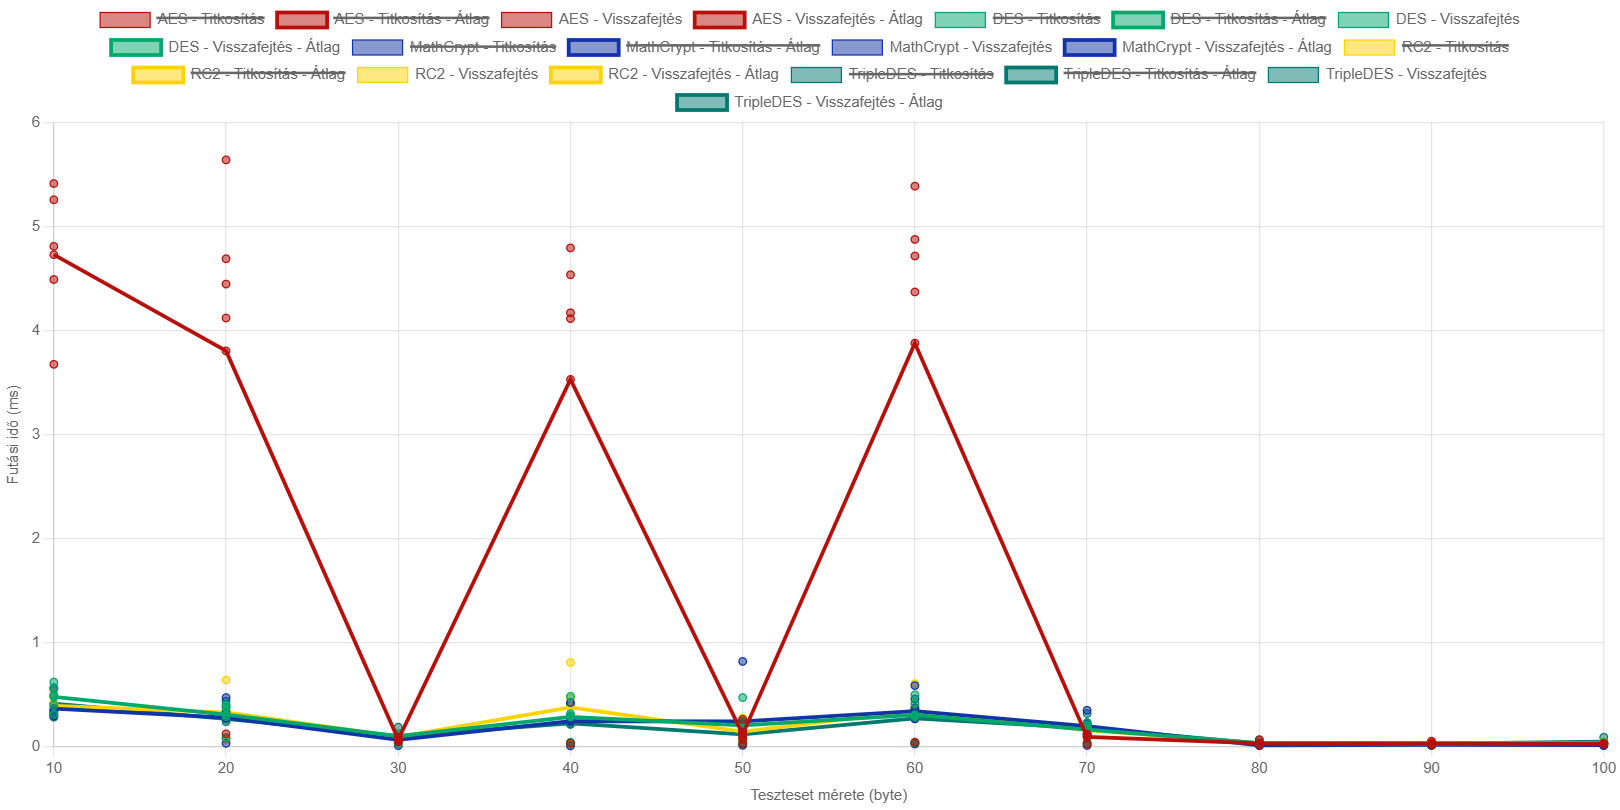 AES - Titkosítás AES - Titkosítás - Átlag AES - Visszafejtés AES - Visszafejtés - Átlag DES - Titkosítás DES - Titkosítás - Átlag DES - Visszafejtés
DES - Visszafejtés - Átlag MathCrypt - Titkosítás MathCrypt - Titkosítás - Átlag MathCrypt - Visszafejtés MathCrypt - Visszafejtés - Átlag RC2 - Titkosítás
RC2 - Titkosítás - Átlag RC2 - Visszafejtés RC2 - Visszafejtés - Átlag TripleDES - Titkosítás TripleDES - Titkosítás - Átlag TripleDES - Visszafejtés
TripleDES - Visszafejtés - Átlag
6
5
4
3
2
1
0
Futási idő (ms)
10 20 30 40 50 60 70 80 90 100
Teszteset mérete (byte)